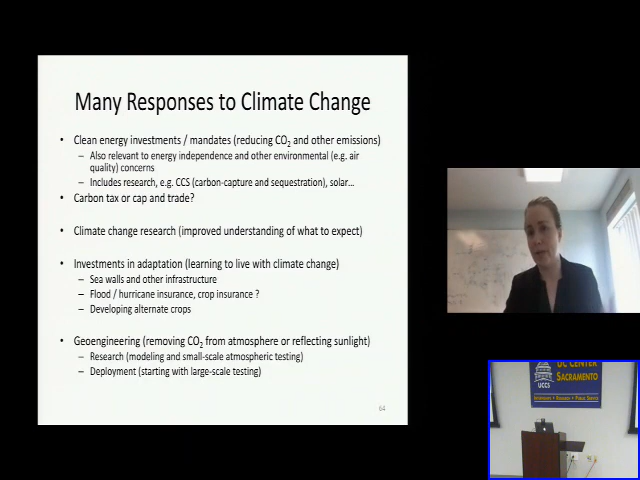 Many Responses to Climate Change
• Clean energy investments / mandates (reducing CO2 and other emissions)
– Also relevant to energy independence and other environmental (e.g. air
quality) concerns
– Includes research, e.g. CCS (carbon-capture and sequestration), solar…
• Carbon tax or cap and trade?
• Climate change research (improved understanding of what to expect)
• Investments in adaptation (learning to live with climate change)
– Sea walls and other infrastructure
– Flood / hurricane insurance, crop insurance ?
– Developing alternate crops
• Geoengineering (removing CO2 from atmosphere or reflecting sunlight)
– Research (modeling and small-scale atmospheric testing)
– Deployment (starting with large-scale testing)
64
UC CENTER
SACRAMENTO
UCCS